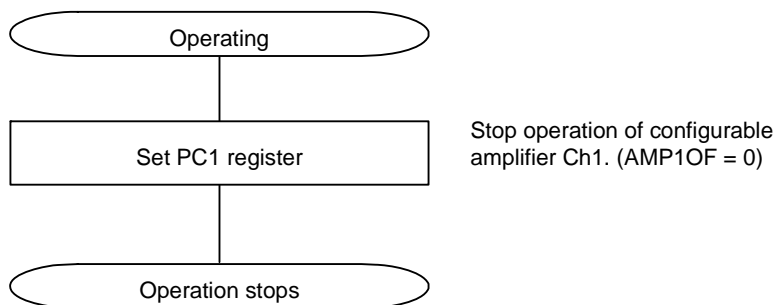 Operating
Set PC1 register
Stop operation of configurable
amplifier Ch1. (AMP1OF = 0)
Operation stops